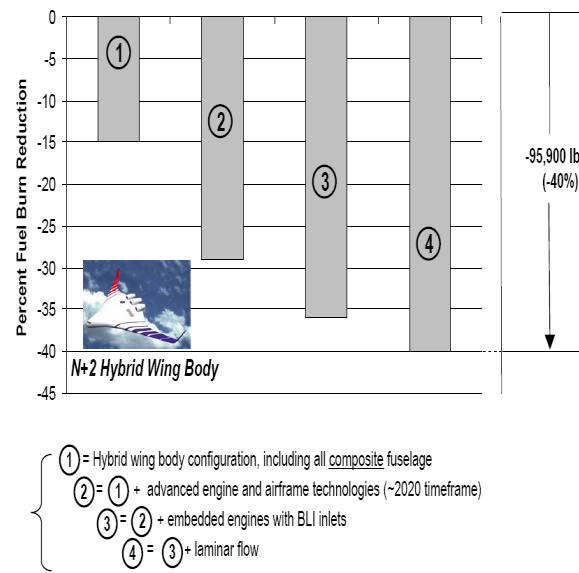 Percent Fuel Burn Reduction
0
-5
-10
-15
-20
-25
-30
-35
-40
-45
1
2
3
4
-95,900 lb
(-40%)
N+2 Hybrid Wing Body
1 = Hybrid wing body configuration, including all composite fuselage
2 = 1 + advanced engine and airframe technologies (~2020 timeframe)
3 = 2 + embedded engines with BLI inlets
4 = 3 + laminar flow